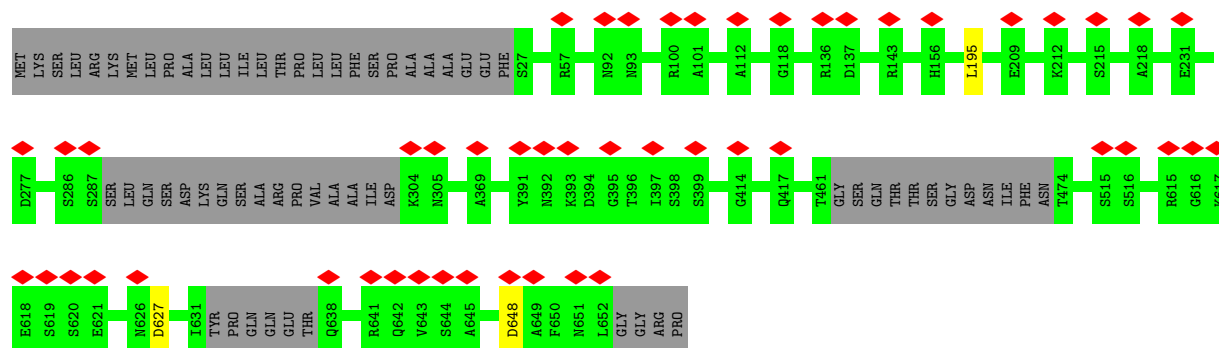 MET LYS SER LEU ARG LYS MET LEU PRO ALA LEU LEU ILE LEU THR PRO LEU LEU PHE SER PRO ALA ALA ALA GLU GLU PHE S27 R57 N92 N93 R100 A101 A112 G118 R136 D137 R143 H156 L195 E209 K212 S215 A218 E231
D277 S286 S287 SER LEU GLN SER ASP LYS GLN SER ALA ARG PRO VAL ALA ALA ILE ASP K304 N305 A369 Y391 N392 K393 D394 G395 T396 I397 S398 S399 G414 Q417 T461 GLY SER GLN THR THR SER GLY ASP ASN ILE PHE ASN T474 S515 S516 R615 G616 K617
E618 S619 S620 E621 N626 D627 I631 TYR PRO GLN GLN GLU THR Q638 R641 Q642 V643 S644 A645 D648 A649 F650 N651 L652 GLY GLY ARG PRO